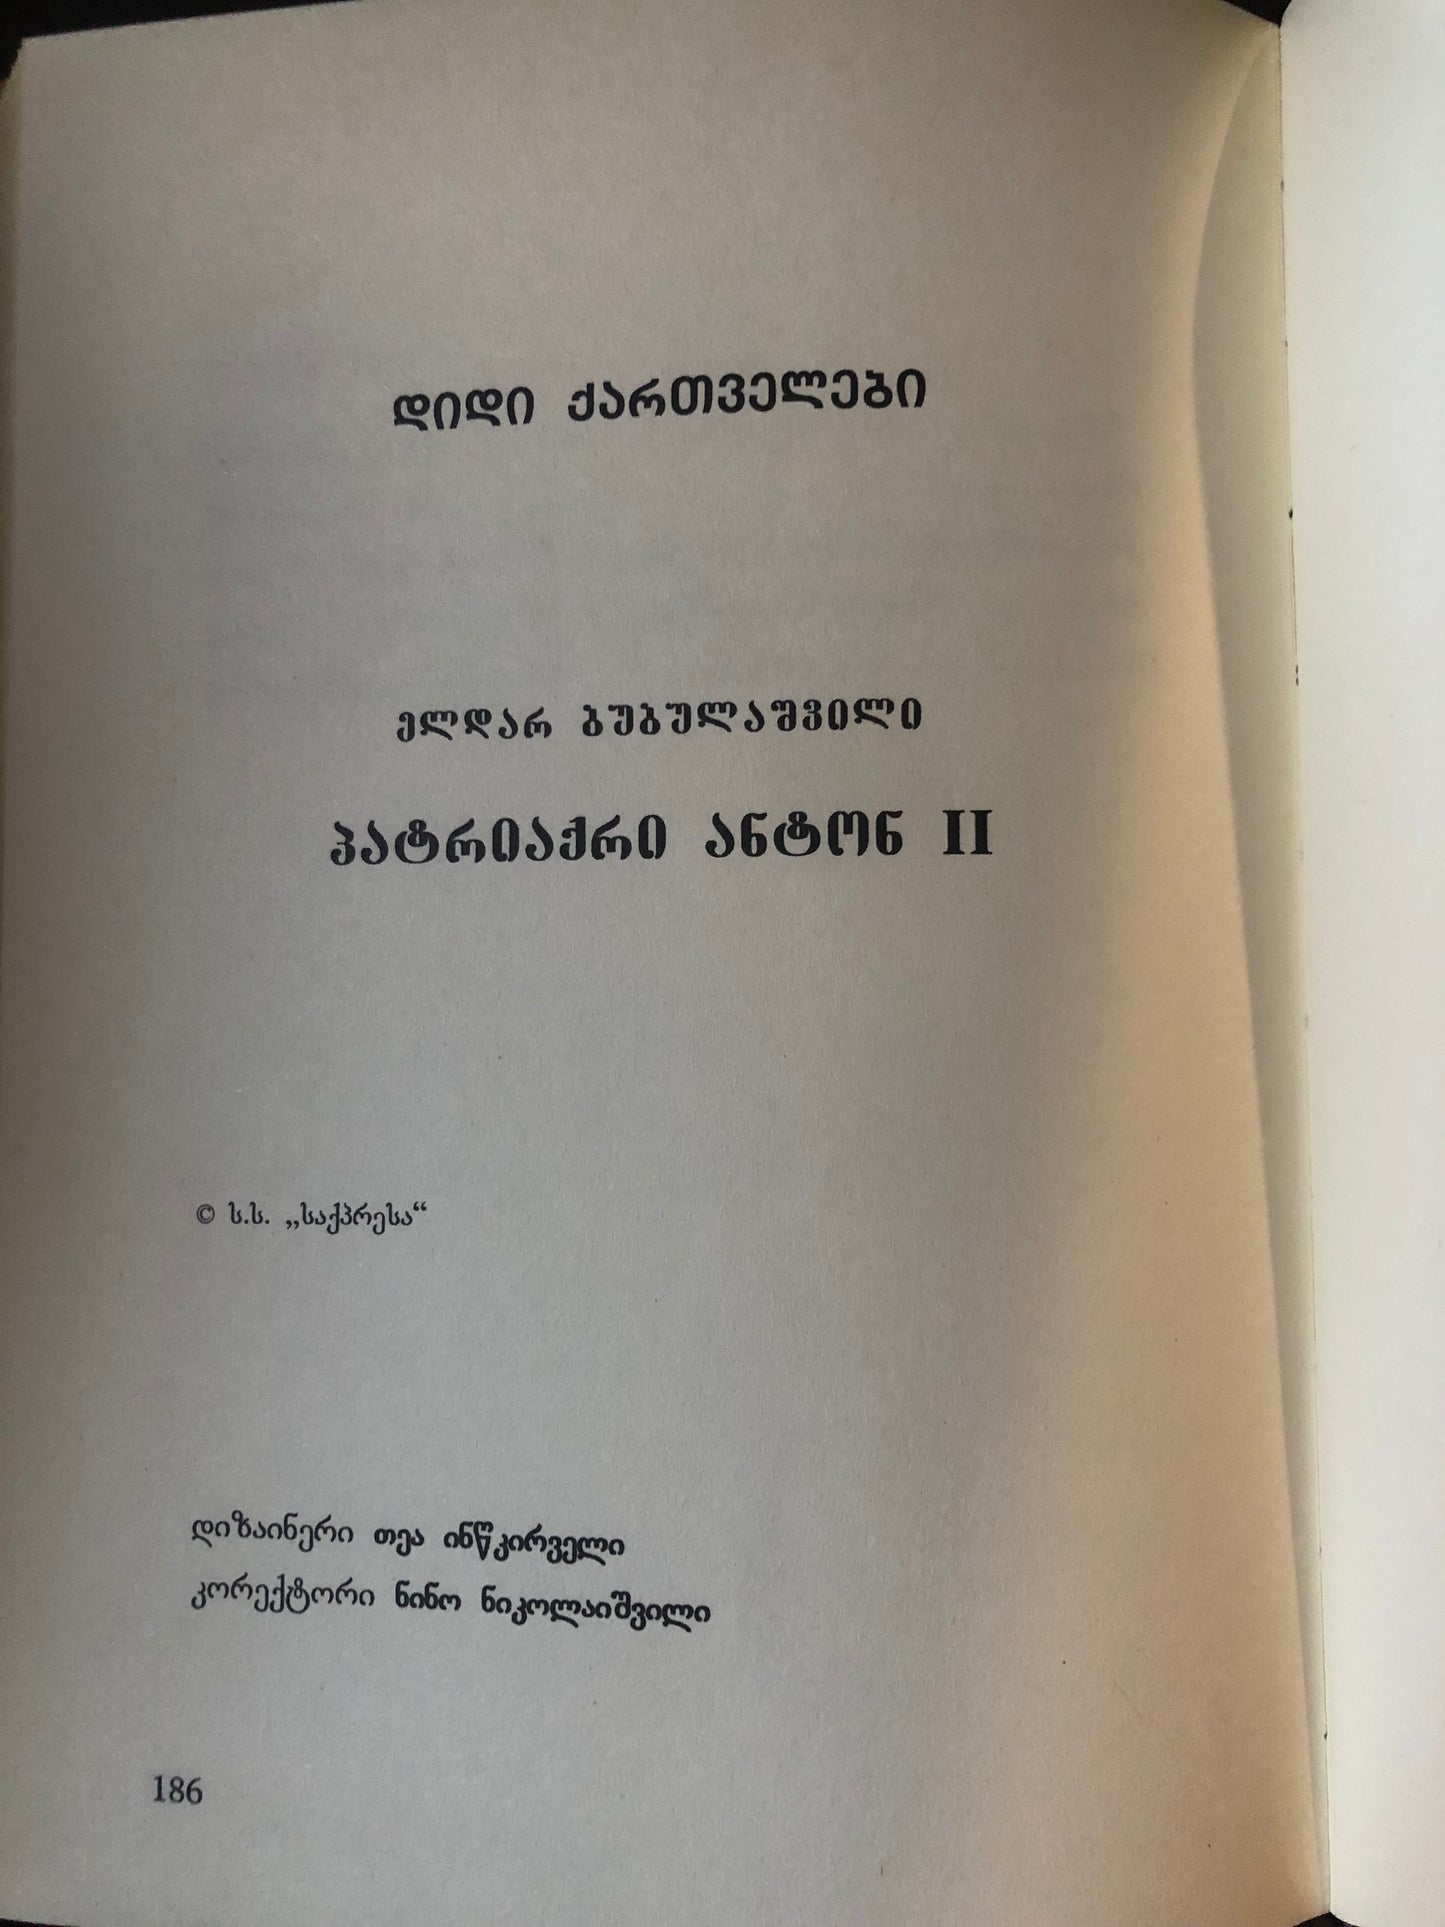 დიდი ქართველები
ელდარ ბუბულაშვილი
პატრიაქრი ანტონ II
© ს.ს. „საქპრესა“
დიზაინერი თეა ინწკირველი
კორექტორი ნინო ნიკოლაიშვილი
186